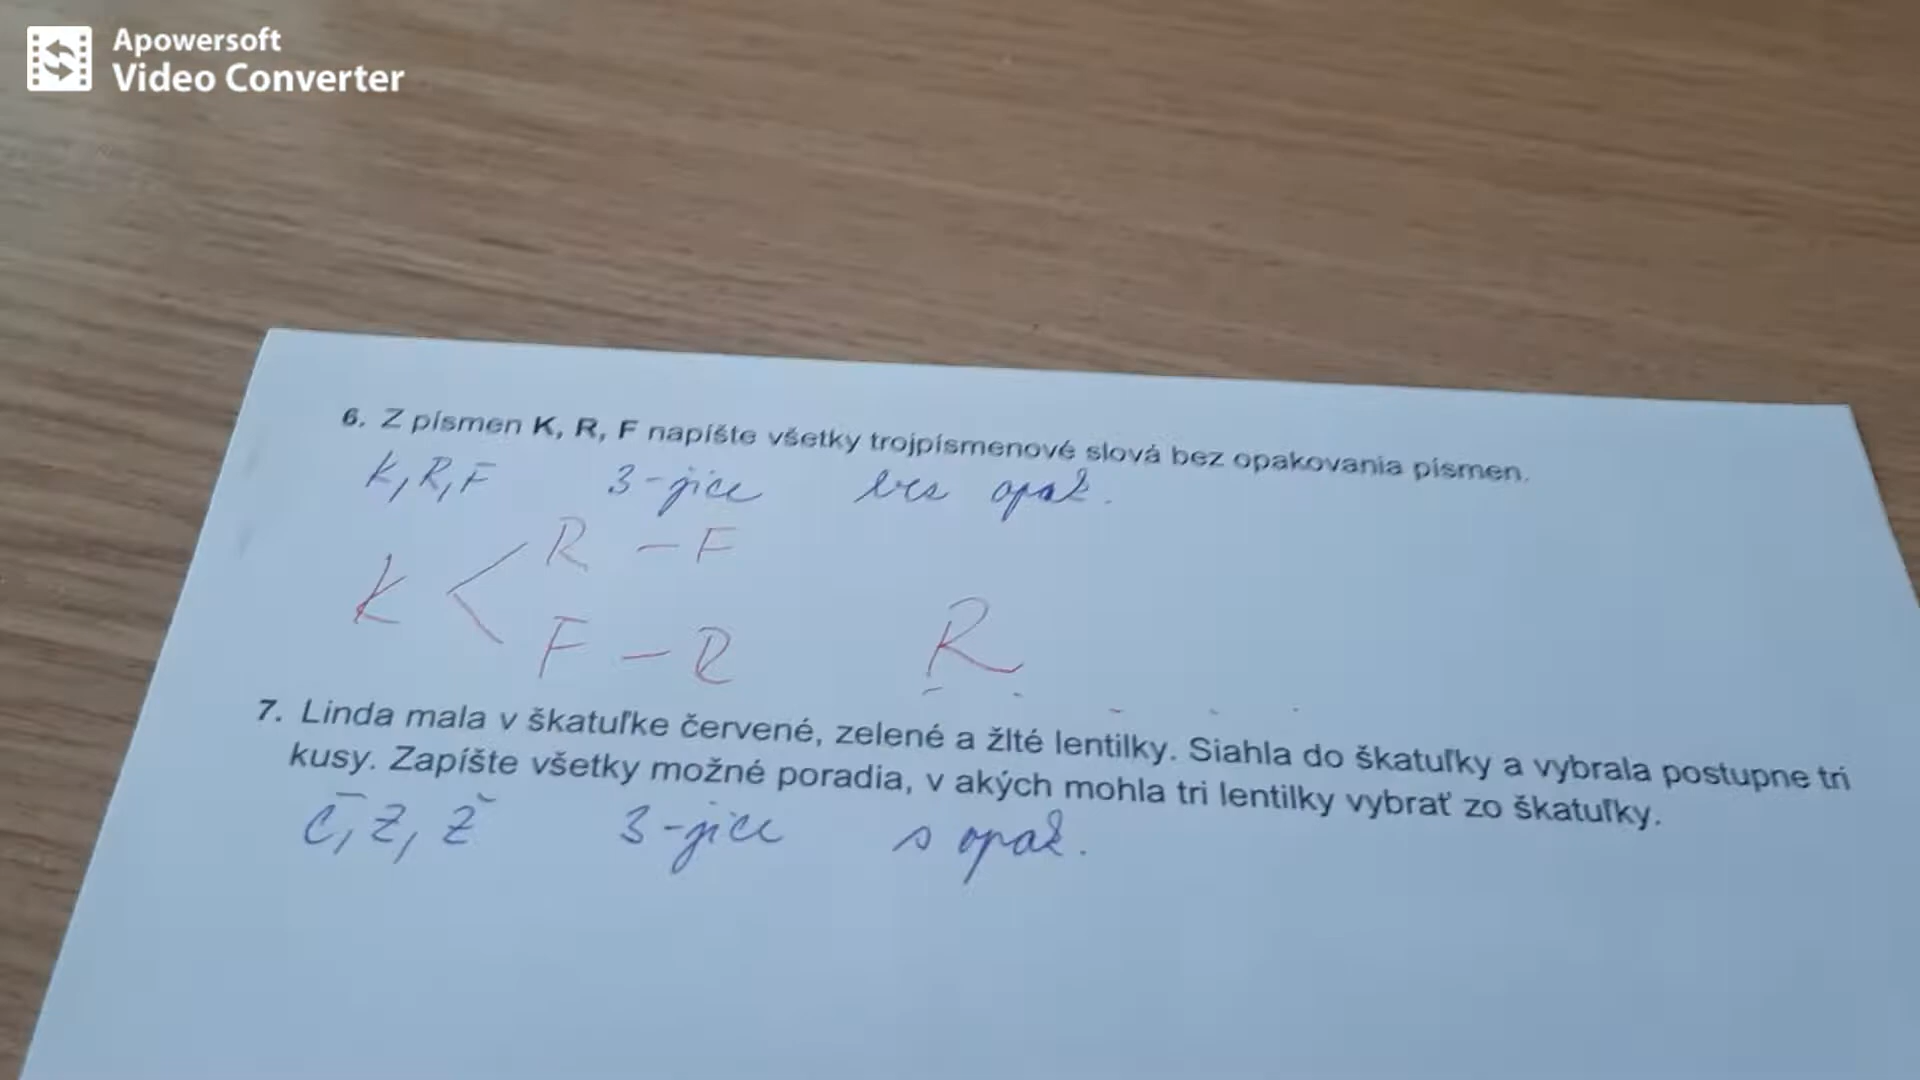 Apowersoft
Video Converter
6. Z písmen K, R, F napíšte všetky trojpísmenové slová bez opakovania písmen.
K, R, F 3-jice bez opak.
R - F
K
F - R
R
7. Linda mala v škatuľke červené, zelené a žlté lentilky. Siahla do škatuľky a vybrala postupne tri
kusy. Zapíšte všetky možné poradia, v akých mohla tri lentilky vybrať zo škatuľky.
Č, Z, Ž 3-jice s opak.